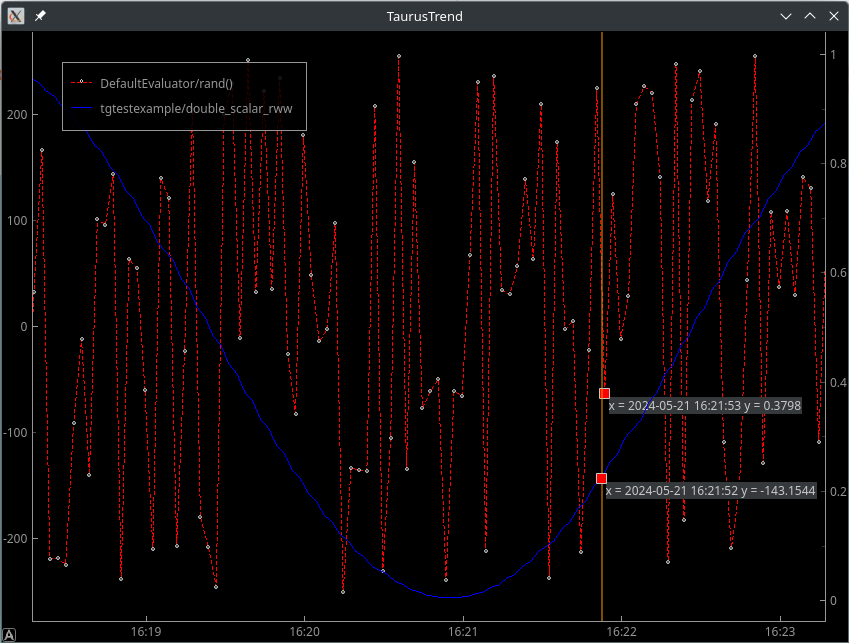 TaurusTrend
DefaultEvaluator/rand()
tgtestexample/double_scalar_rww
200
100
0
-100
-200
1
0.8
0.6
0.4
0.2
0
x = 2024-05-21 16:21:53 y = 0.3798
x = 2024-05-21 16:21:52 y = -143.1544
16:19
16:20
16:21
16:22
16:23
A